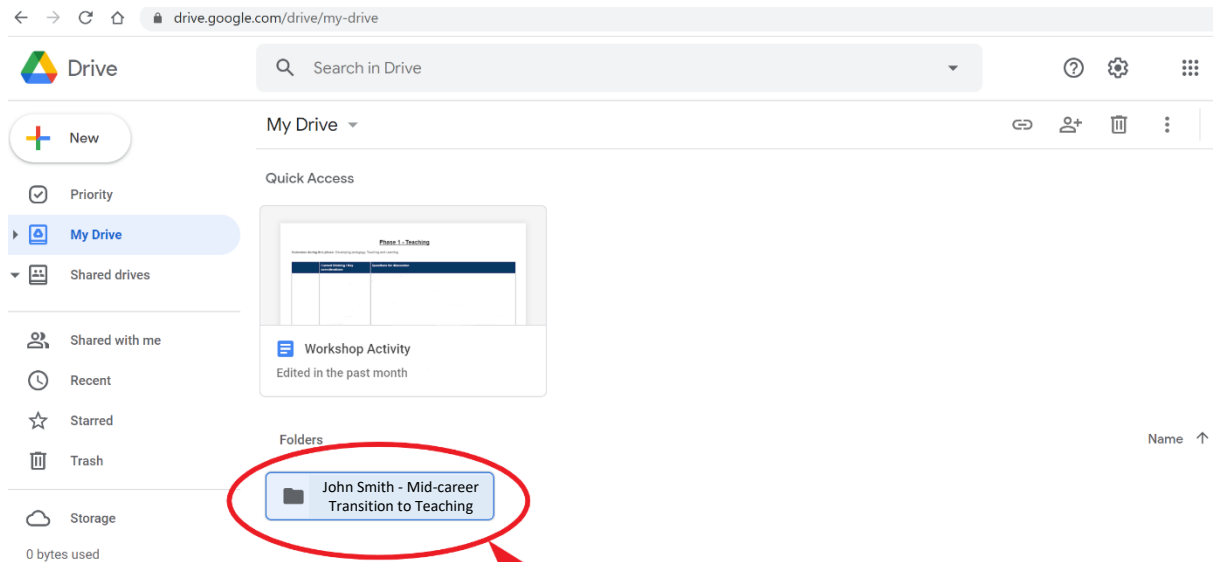 drive.google.com/drive/my-drive
Drive
Search in Drive
New
My Drive
Priority
My Drive
Shared drives
Shared with me
Recent
Starred
Trash
Storage
0 bytes used
Quick Access
Phase 1 - Teaching
Workshop Activity
Edited in the past month
Folders
Name
John Smith - Mid-career
Transition to Teaching